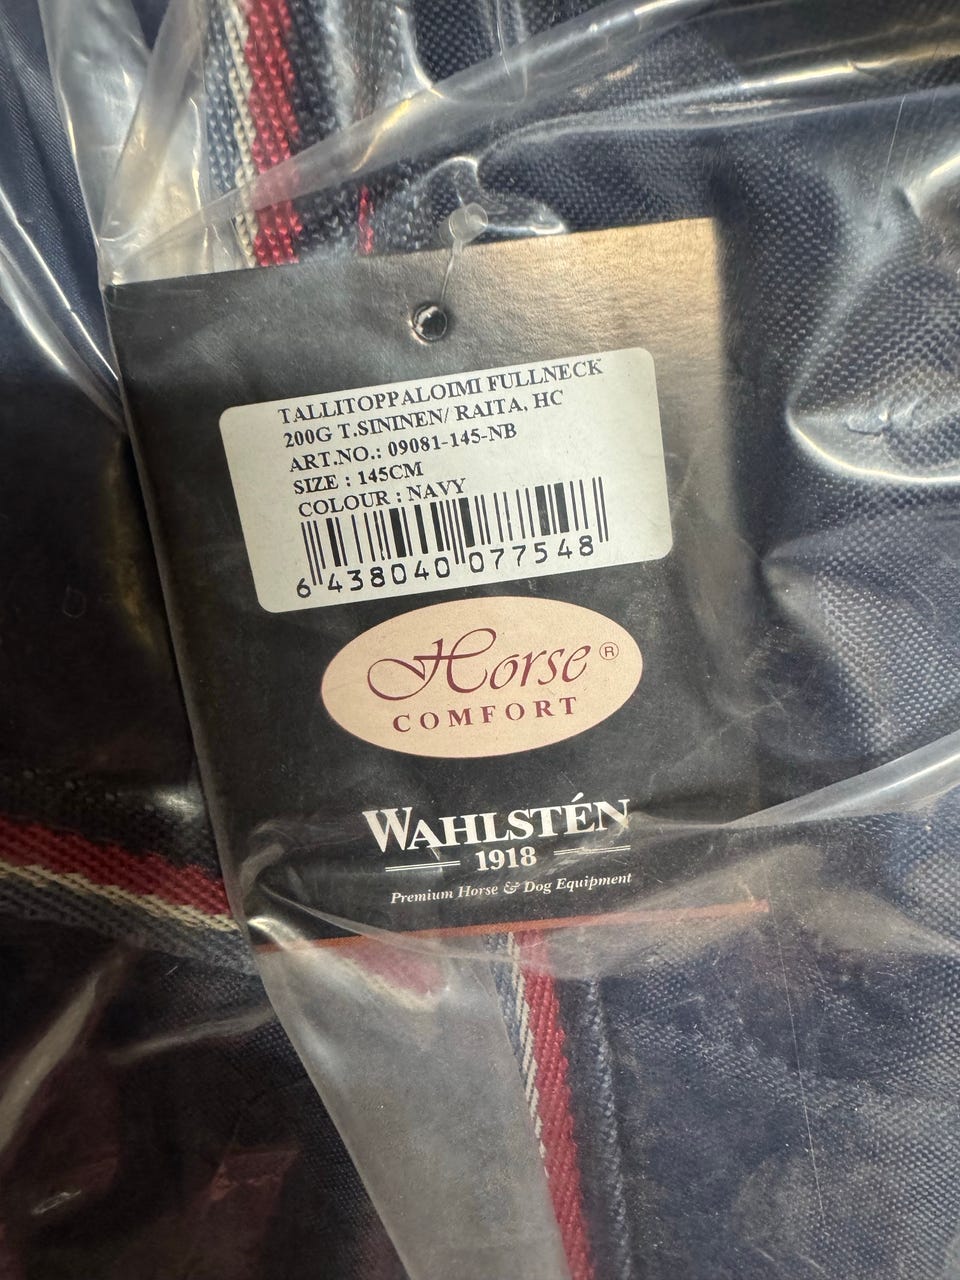 TALLITOPPALOIMI FULLNECK
200G T.SININEN/ RAITA, HC
ART.NO.: 09081-145-NB
SIZE : 145CM
COLOUR : NAVY
6 438040 077548
Horse ®
COMFORT
WAHLSTÉN
1918
Premium Horse & Dog Equipment